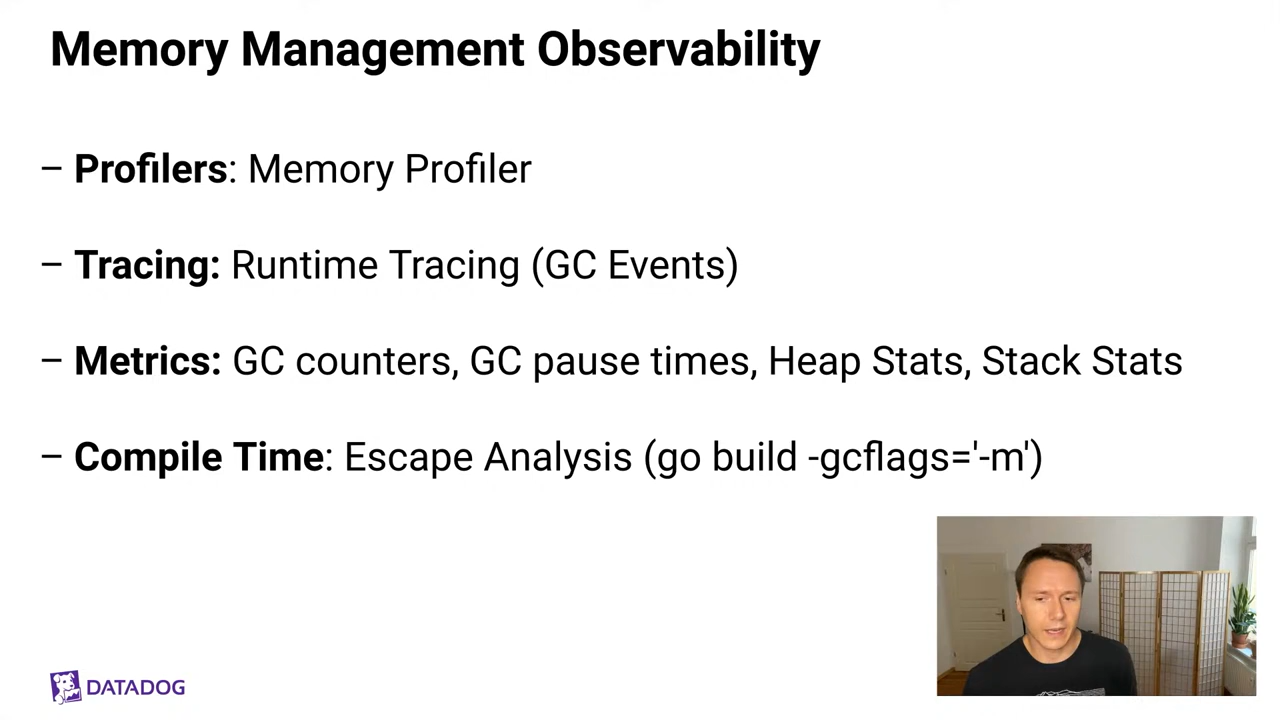 Memory Management Observability
– Profilers: Memory Profiler
– Tracing: Runtime Tracing (GC Events)
– Metrics: GC counters, GC pause times, Heap Stats, Stack Stats
– Compile Time: Escape Analysis (go build -gcflags='-m')
DATADOG